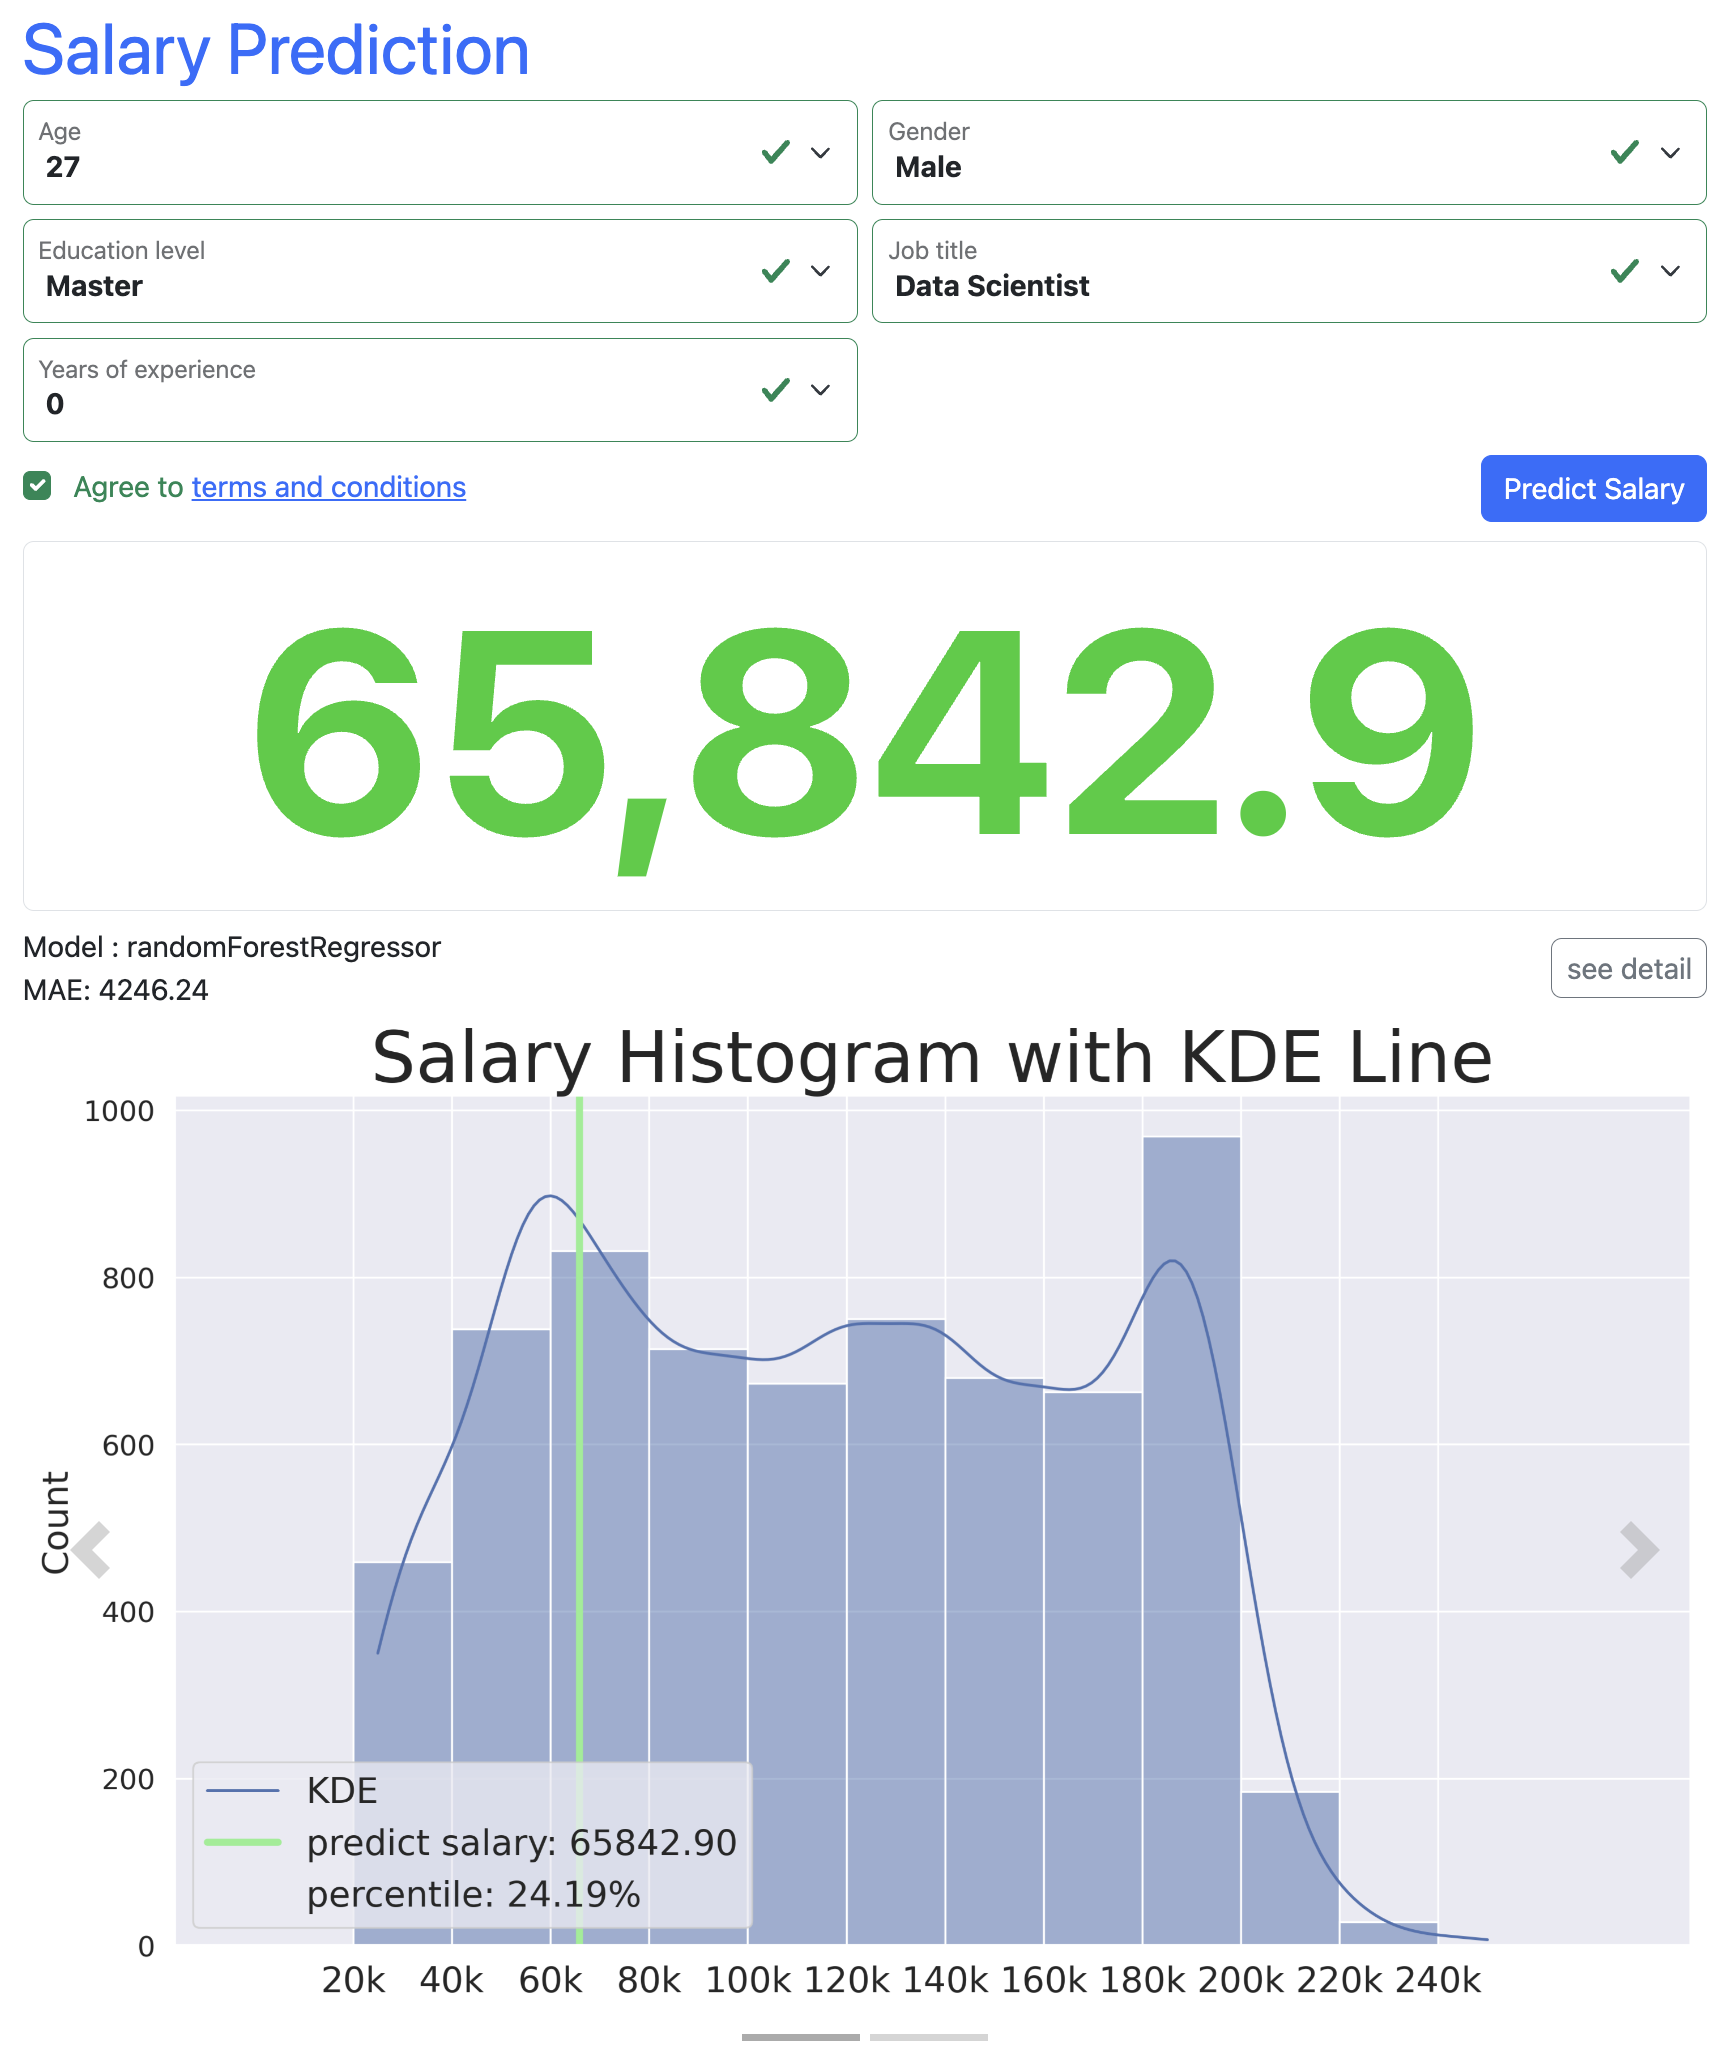 Salary Prediction
Age
27
Gender
Male
Education level
Master
Job title
Data Scientist
Years of experience
0
Agree to terms and conditions
Predict Salary
65,842.9
Model : randomForestRegressor
MAE: 4246.24
see detail
Salary Histogram with KDE Line
1000
800
600
400
200
0
Count
KDE
predict salary: 65842.90
percentile: 24.19%
20k 40k 60k 80k 100k 120k 140k 160k 180k 200k 220k 240k